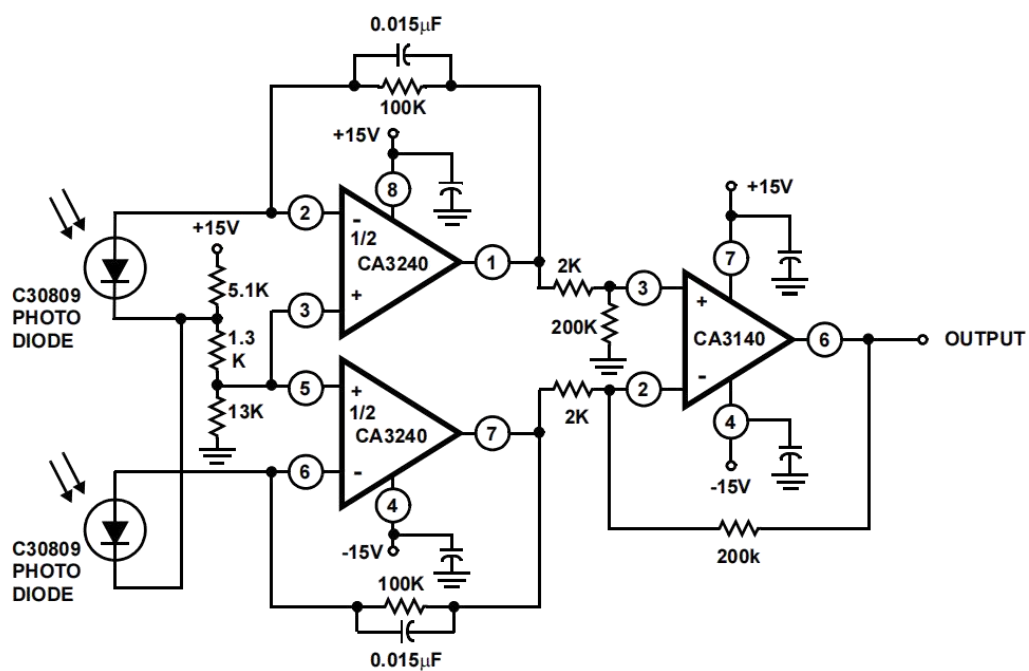 0.015µF
100K
+15V
8
2
-
1/2
CA3240
1
3
+
+15V
5.1K
1.3
K
13K
C30809
PHOTO
DIODE
2K
200K
3
+
+15V
7
CA3140
6
OUTPUT
2
-
4
-15V
2K
200k
5
+
1/2
CA3240
7
6
-
4
-15V
C30809
PHOTO
DIODE
100K
0.015µF